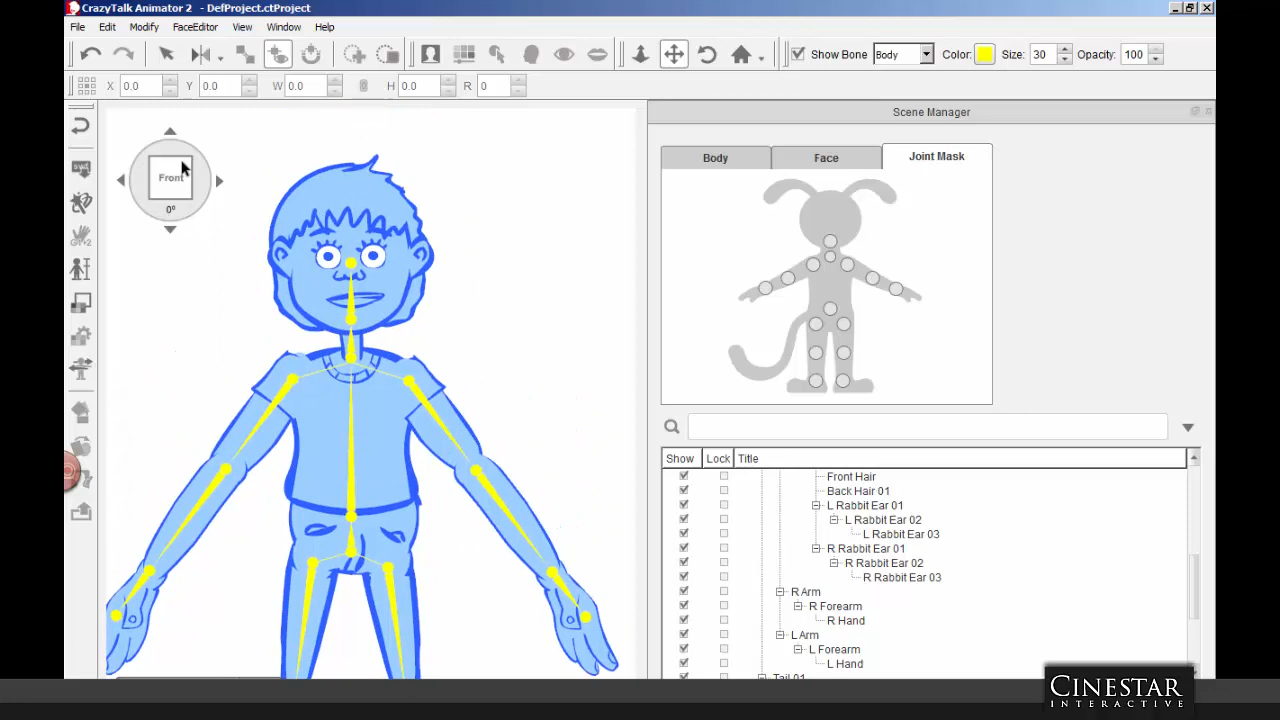 CrazyTalk Animator 2 - DefProject.ctProject
File Edit Modify FaceEditor View Window Help
Show Bone Body Color: Size: 30 Opacity: 100
X 0.0 Y 0.0 W 0.0 H 0.0 R 0
Scene Manager
Body Face Joint Mask
Front
0°
Show Lock Title
Front Hair
Back Hair 01
L Rabbit Ear 01
L Rabbit Ear 02
L Rabbit Ear 03
R Rabbit Ear 01
R Rabbit Ear 02
R Rabbit Ear 03
R Arm
R Forearm
R Hand
L Arm
L Forearm
L Hand
Tail 01
CINESTAR
INTERACTIVE